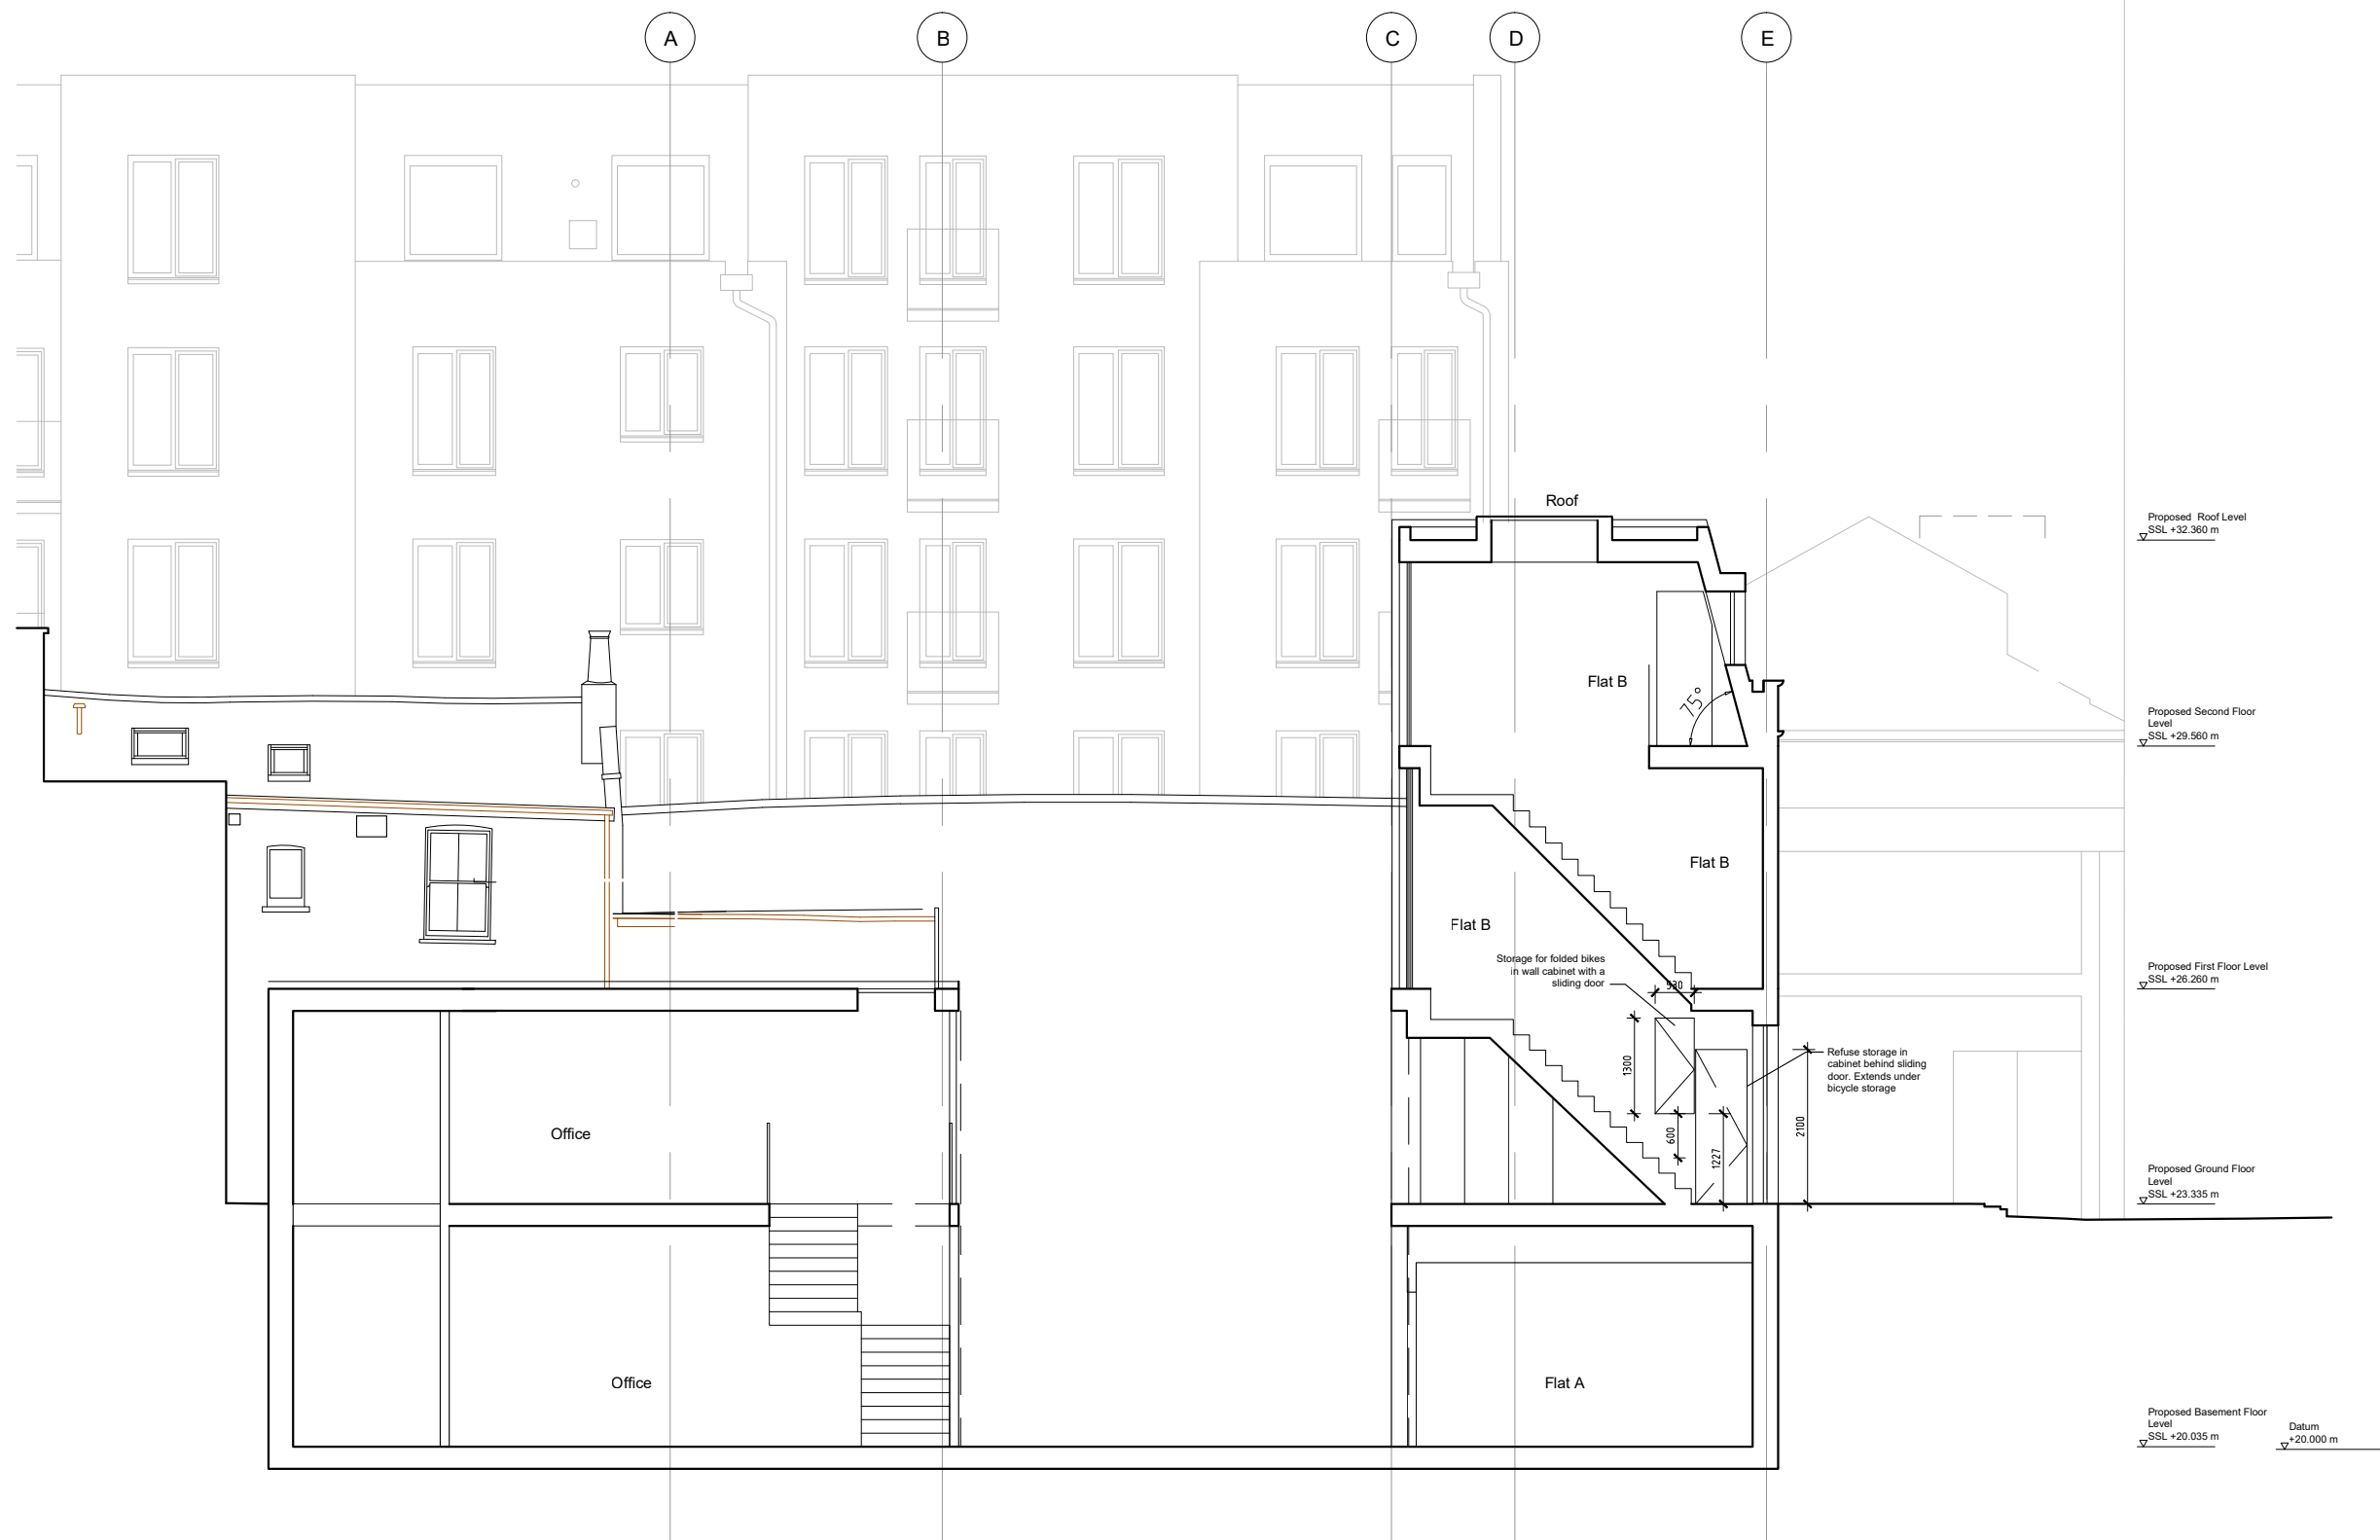 A
B
C
D
E
Roof
Proposed  Roof Level
SSL +32.360 m
Flat B
75°
Proposed Second Floor
Level
SSL +29.560 m
Flat B
Flat B
Storage for folded bikes
in wall cabinet with a
sliding door
530
Proposed First Floor Level
SSL +26.260 m
1300
600
1227
2100
Refuse storage in
cabinet behind sliding
door. Extends under
bicycle storage
Office
Proposed Ground Floor
Level
SSL +23.335 m
Office
Flat A
Proposed Basement Floor
Level
SSL +20.035 m
Datum
+20.000 m